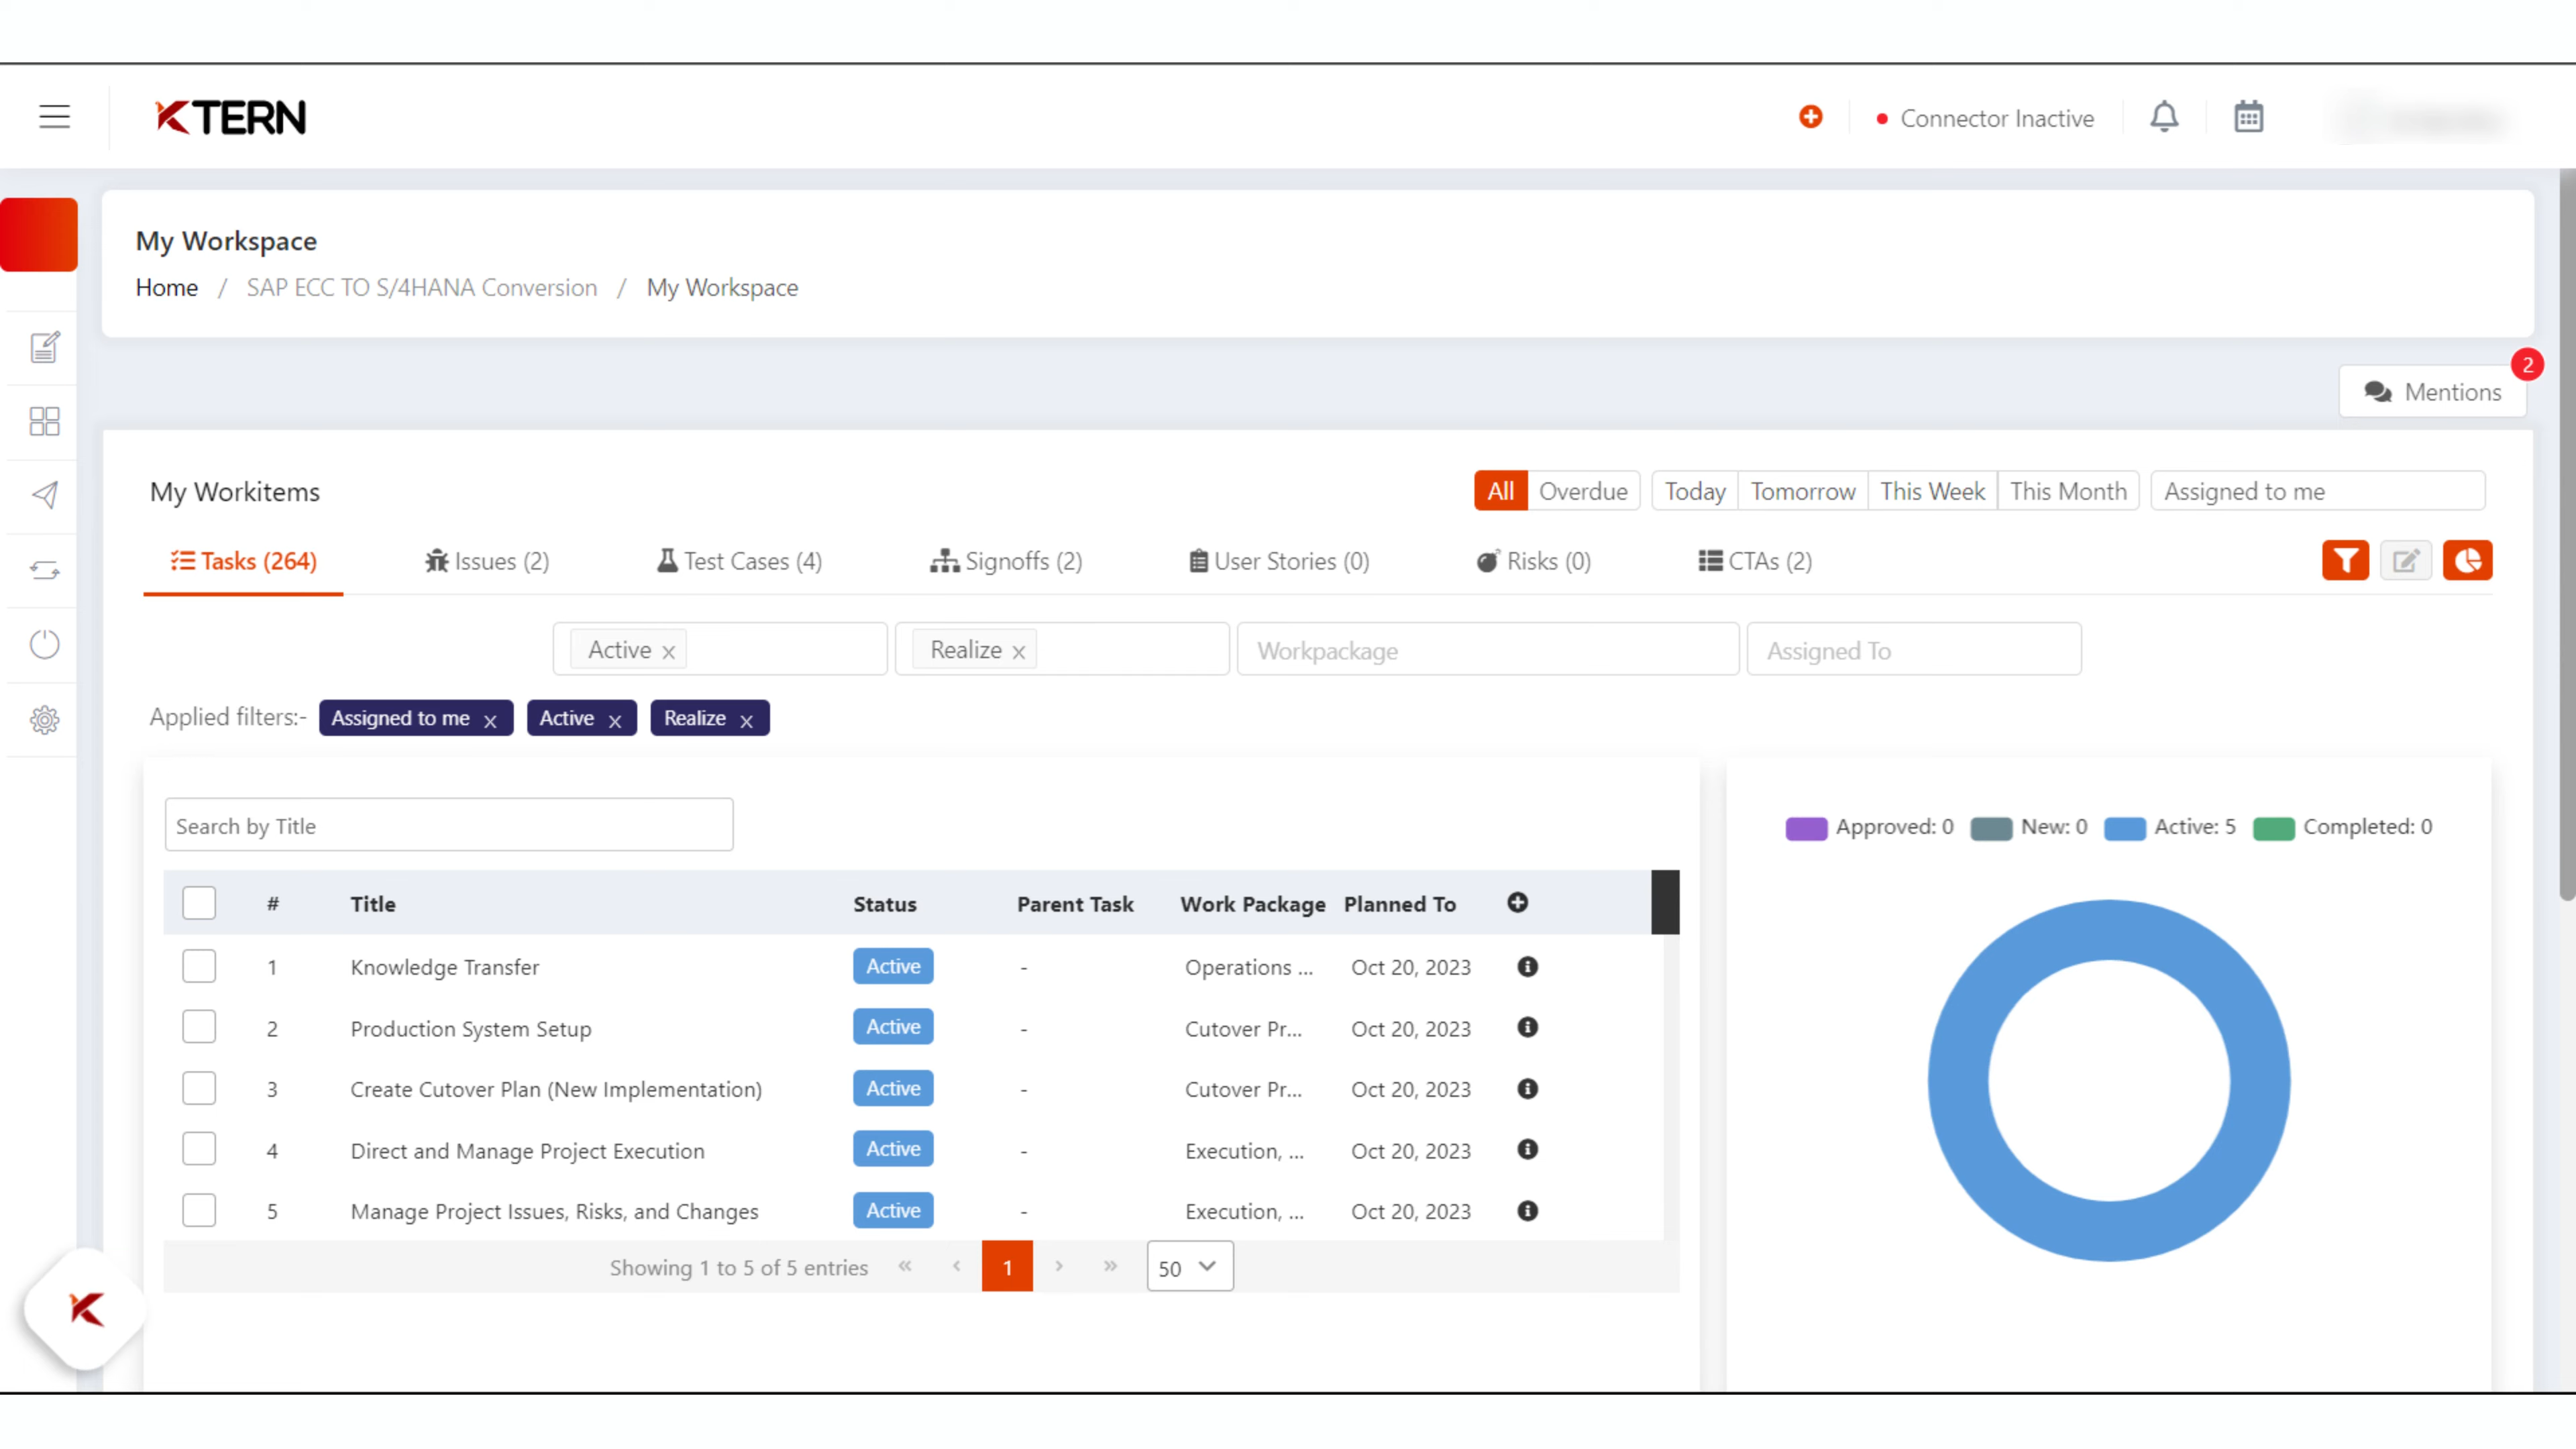 KTERN
Connector Inactive
My Workspace
Home / SAP ECC TO S/4HANA Conversion / My Workspace
2
Mentions
My Workitems
All Overdue Today Tomorrow This Week This Month Assigned to me
Tasks (264) Issues (2) Test Cases (4) Signoffs (2) User Stories (0) Risks (0) CTAs (2)
Active x Realize x Workpackage Assigned To
Applied filters:- Assigned to me x Active x Realize x
Search by Title
Approved: 0 New: 0 Active: 5 Completed: 0
# Title Status Parent Task Work Package Planned To
1 Knowledge Transfer Active - Operations ... Oct 20, 2023
2 Production System Setup Active - Cutover Pr... Oct 20, 2023
3 Create Cutover Plan (New Implementation) Active - Cutover Pr... Oct 20, 2023
4 Direct and Manage Project Execution Active - Execution, ... Oct 20, 2023
5 Manage Project Issues, Risks, and Changes Active - Execution, ... Oct 20, 2023
Showing 1 to 5 of 5 entries « ‹ 1 › » 50